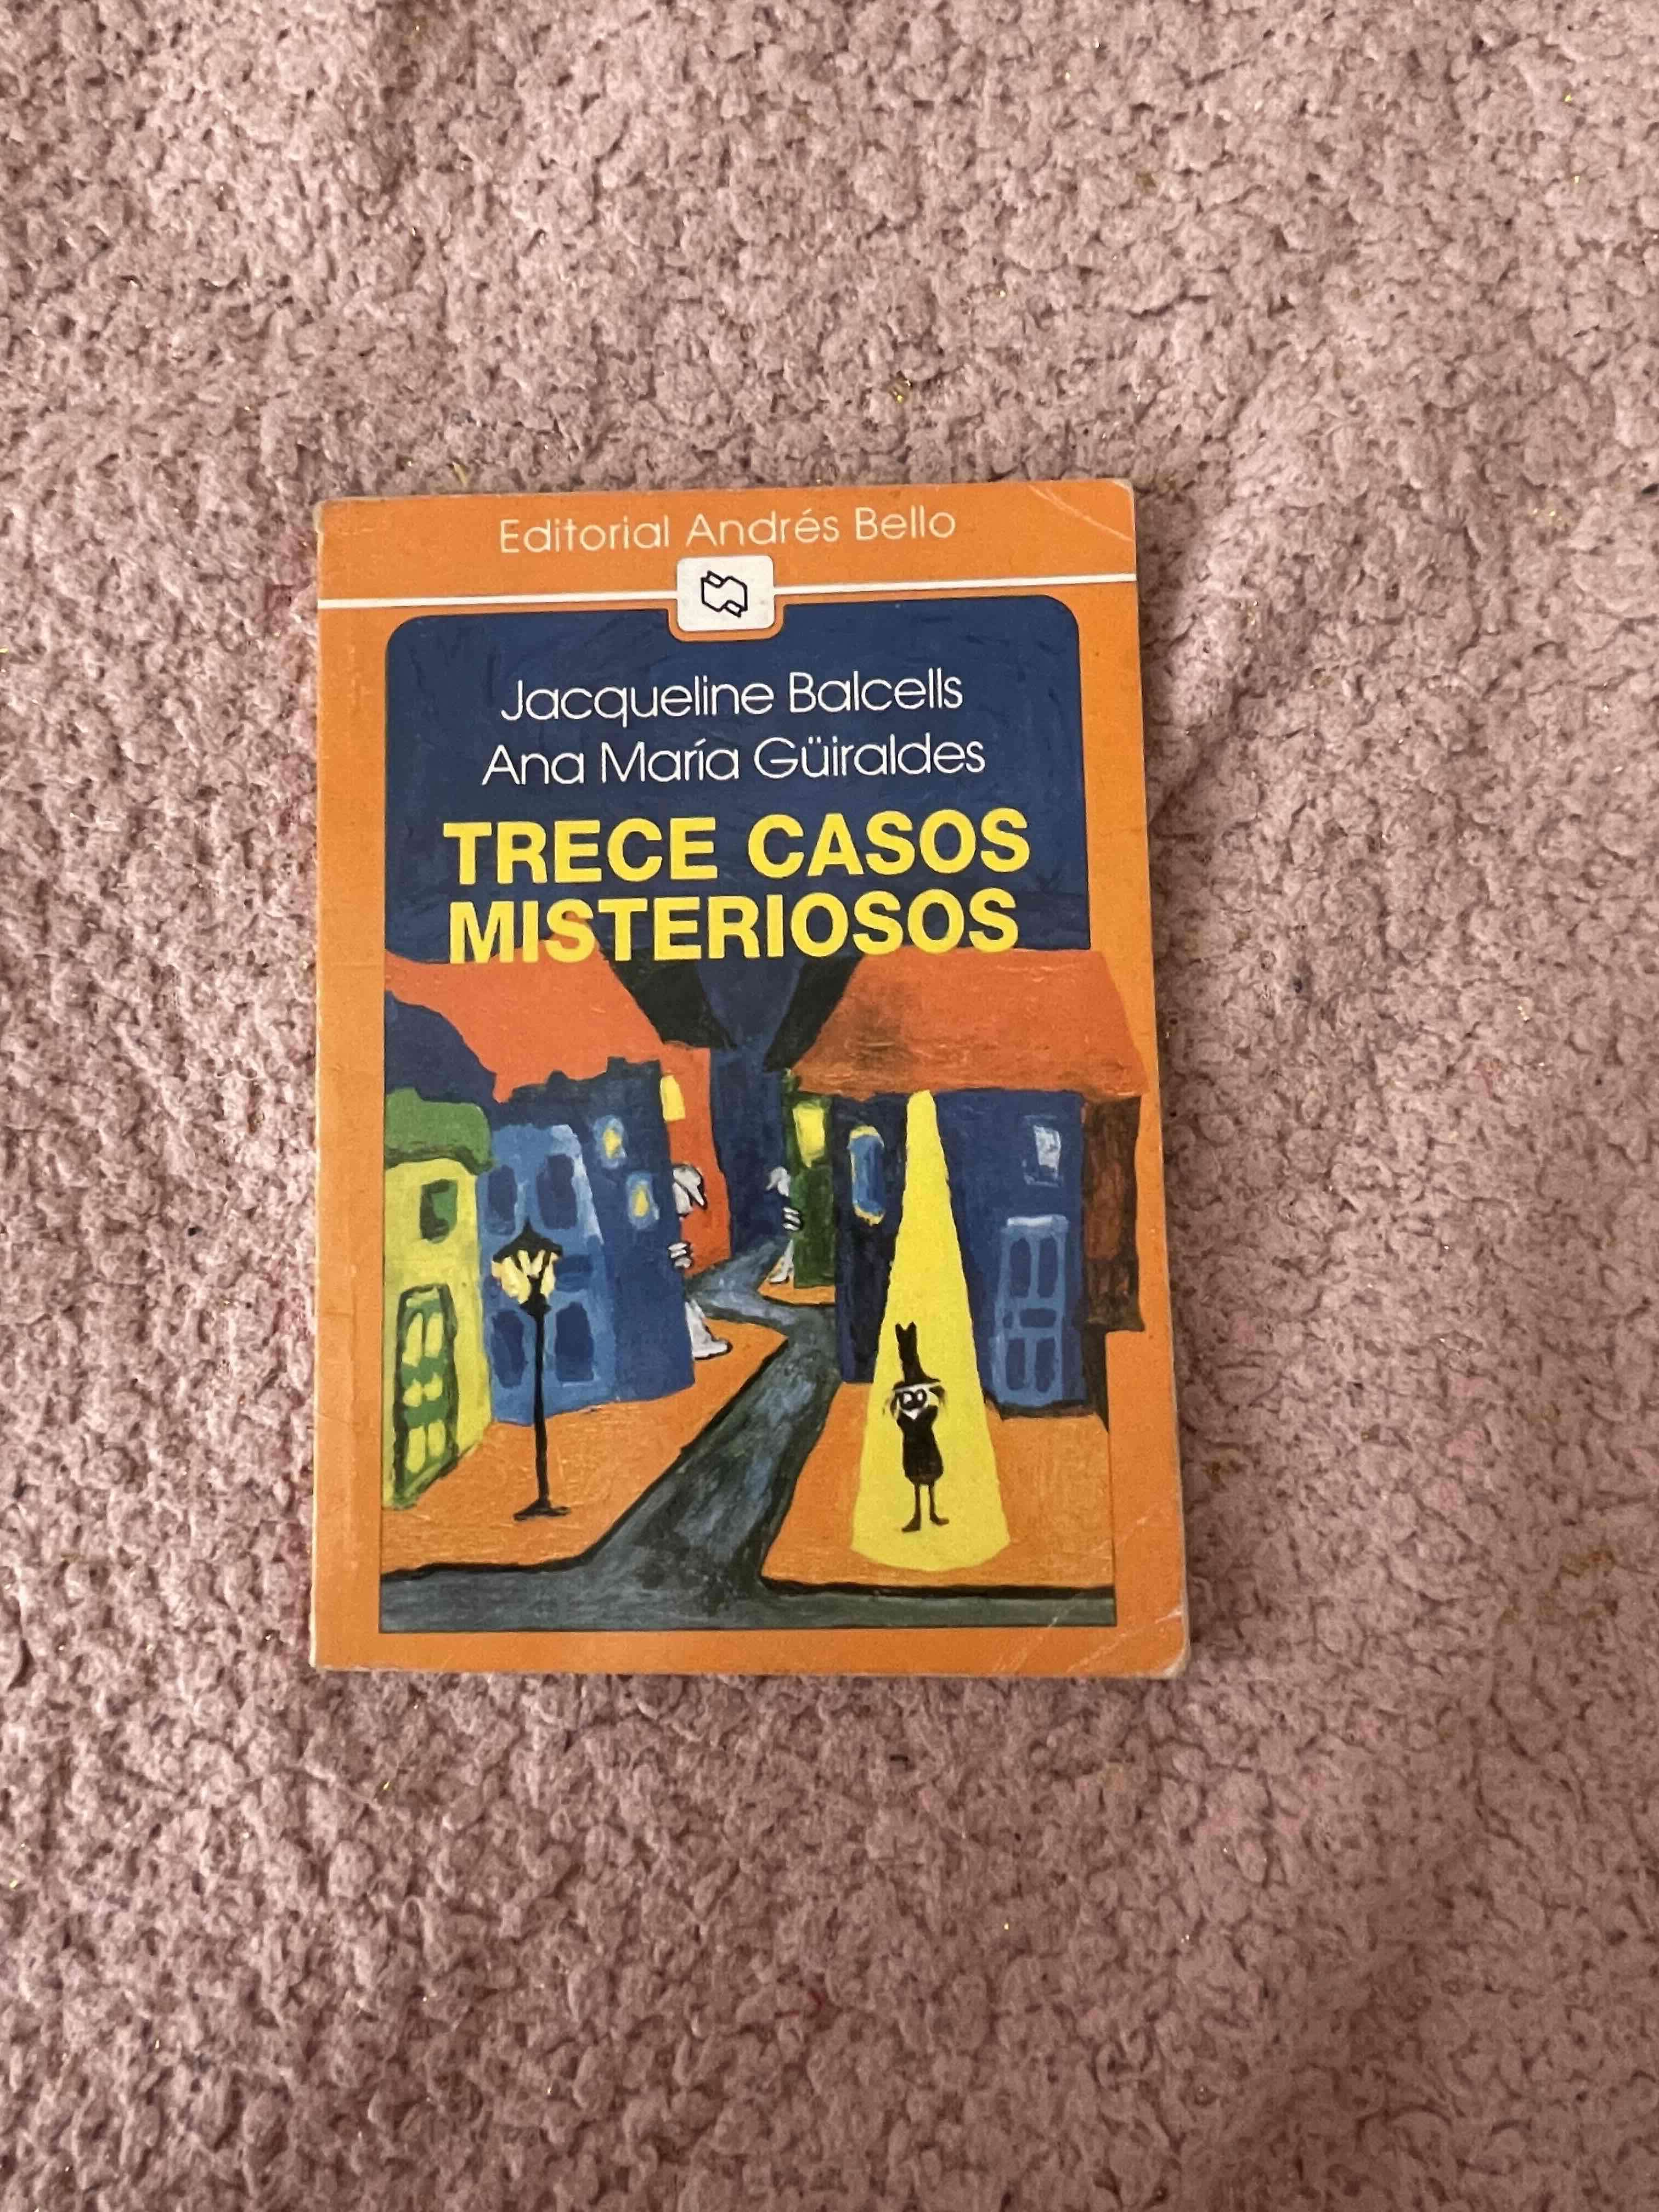 Editorial Andrés Bello
Jacqueline Balcells
Ana María Güiraldes
TRECE CASOS
MISTERIOSOS